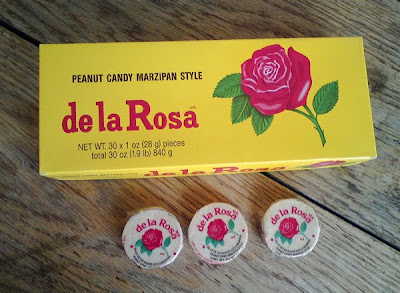 PEANUT CANDY MARZIPAN STYLE
de la Rosa
NET WT. 30 x 1 oz (28 g) pieces
total 30 oz (1.9 lb) 840 g
de la Rosa
de la Rosa
de la Rosa